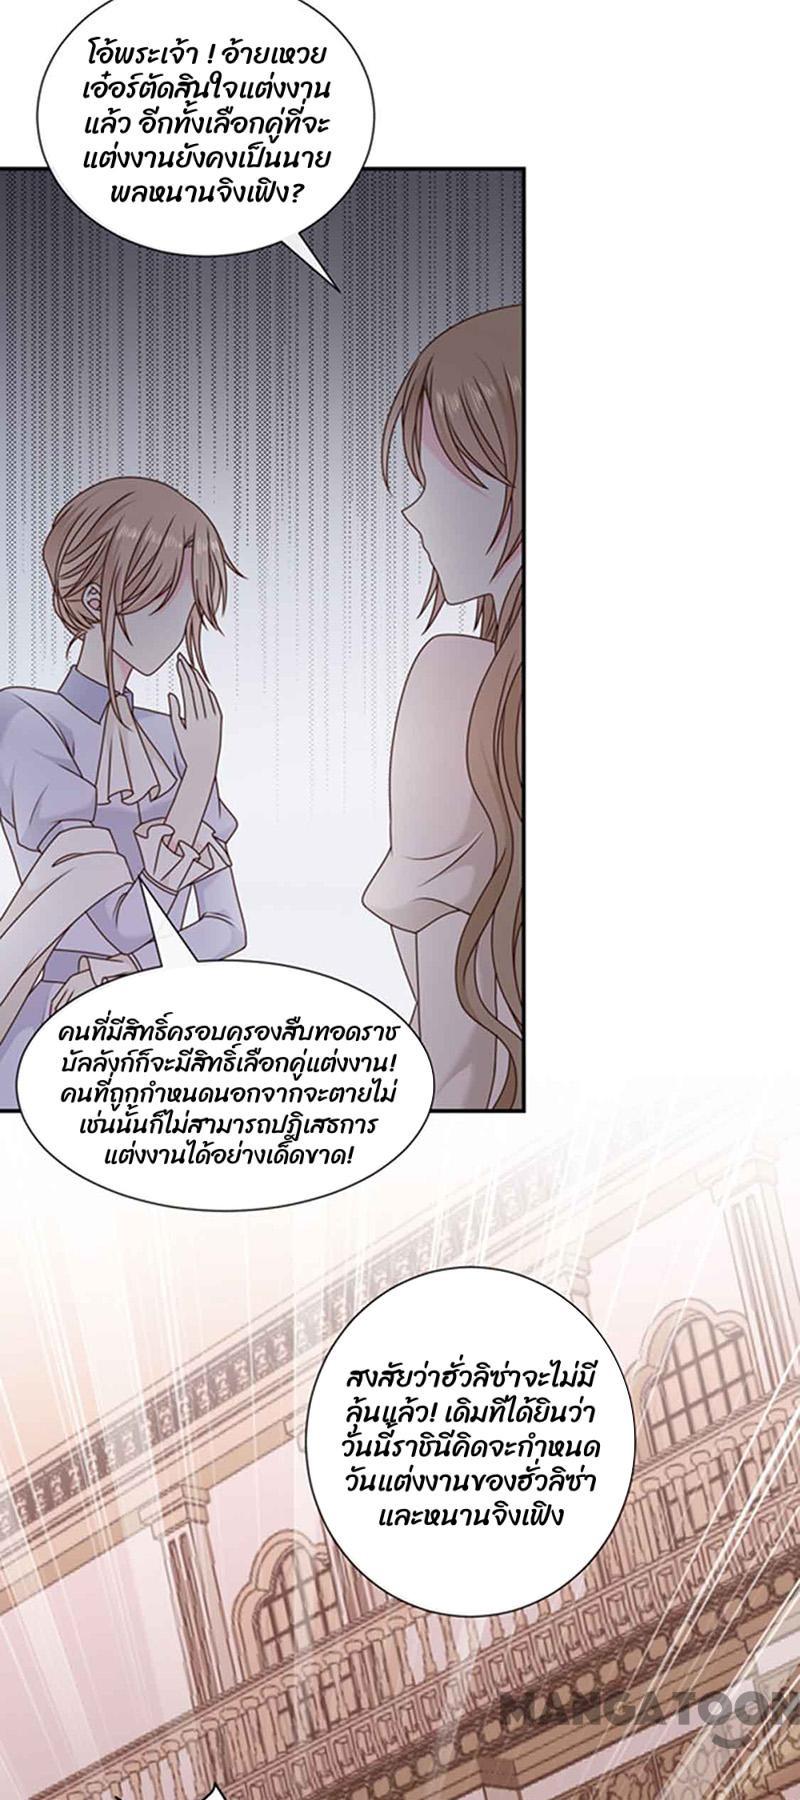 โอ้พระเจ้า ! อ้ายเหวย
เอ๋อร์ตัดสินใจแต่งงาน
แล้ว อีกทั้งเลือกคู่ที่จะ
แต่งงานยังคงเป็นนาย
พลหนานจิงเฟิง?
คนที่มีสิทธิ์ครอบครองสืบทอดราช
บัลลังก์ก็จะมีสิทธิ์เลือกคู่แต่งงาน!
คนที่ถูกกำหนดนอกจากจะตายไม่
เช่นนั้นก็ไม่สามารถปฏิเสธการ
แต่งงานได้อย่างเด็ดขาด!
สงสัยว่าฮั่วลิซ่าจะไม่มี
ลุ้นแล้ว! เดิมทีได้ยินว่า
วันนี้ราชินีคิดจะกำหนด
วันแต่งงานของฮั่วลิซ่า
และหนานจิงเฟิง
MANGATOON